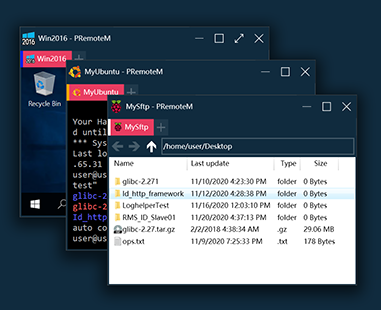 Win2016 - PRemoteM
2016
Win2016
Recycle Bin
MyUbuntu - PRemoteM
MyUbuntu
Your Ha
d until
*** Sys
Last lo
.65.31
user@us
test"
glibc-2
glibc-2
Id_http
auto co
user@us
MySftp - PRemoteM
MySftp
/home/user/Desktop
Name Last update Type Size
glibc-2.271 11/10/2020 4:23:30 PM folder 0 Bytes
Id_http_framework 11/12/2020 4:28:38 PM folder 0 Bytes
LoghelperTest 11/16/2020 12:03:10 PM folder 0 Bytes
RMS_ID_Slave01 11/20/2020 4:37:13 PM folder 0 Bytes
glibc-2.27.tar.gz 2/2/2018 4:38:34 AM .gz 29.06 MB
ops.txt 11/9/2020 7:25:33 PM .txt 178 Bytes